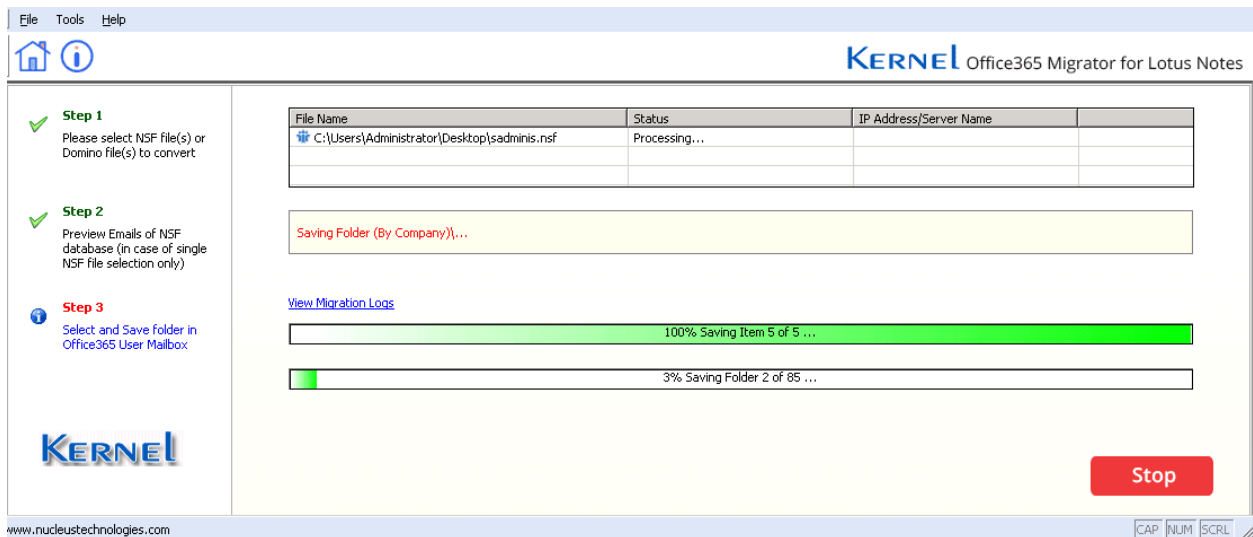 File Tools Help
KERNEL Office365 Migrator for Lotus Notes
Step 1
Please select NSF file(s) or
Domino file(s) to convert
Step 2
Preview Emails of NSF
database (in case of single
NSF file selection only)
Step 3
Select and Save folder in
Office365 User Mailbox
KERNEL
File Name Status IP Address/Server Name
C:\Users\Administrator\Desktop\sadminis.nsf Processing...
Saving Folder (By Company)\...
View Migration Logs
100% Saving Item 5 of 5 ...
3% Saving Folder 2 of 85 ...
Stop
www.nucleustechnologies.com CAP NUM SCRL